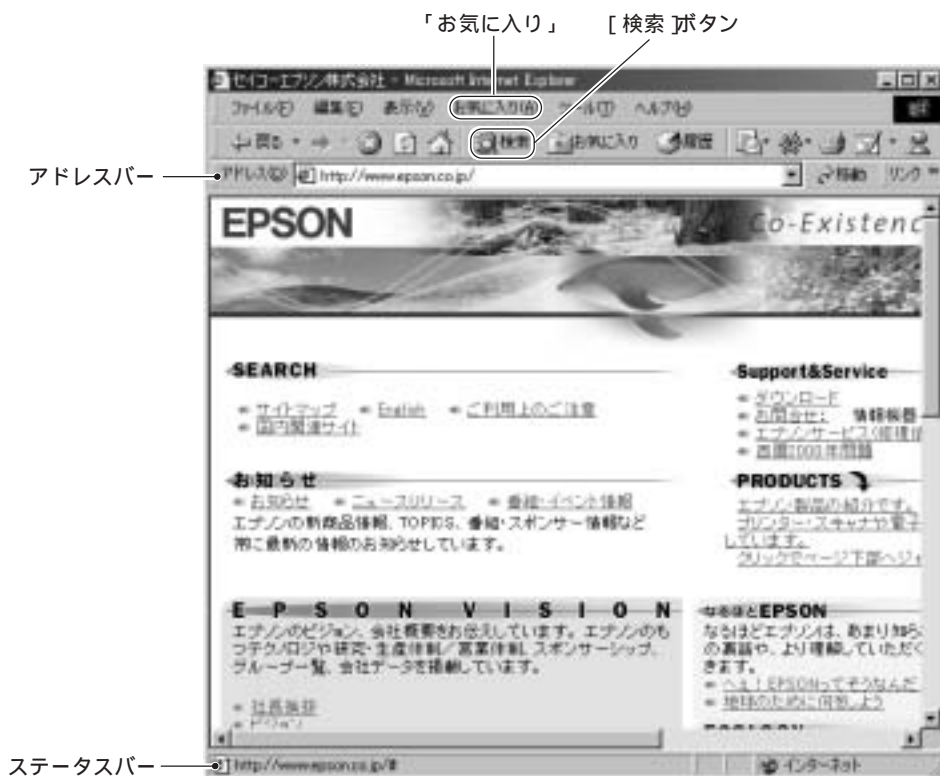 「お気に入り」 [検索]ボタン
セイコーエプソン株式会社 - Microsoft Internet Explorer
ファイル(F) 編集(E) 表示(V) お気に入り(A) ツール(T) ヘルプ(H)
戻る 検索 お気に入り 履歴
アドレスバー
アドレス(D) http://www.epson.co.jp/ 移動 リンク
EPSON Co-Existenc
SEARCH
サイトマップ English ご利用上のご注意
国内関連サイト
Support&Service
ダウンロード
お問合せ: 情報機器
エプソンサービス(修理
西暦2000年問題
お知らせ
お知らせ ニュースリリース 番組・イベント情報
エプソンの新商品情報、TOPICS、番組・スポンサー情報など
常に最新の情報のお知らせしています。
PRODUCTS
エプソン製品の紹介です。
プリンター・スキャナや電子
しています。
クリックでページ下部へジャ
EPSON VISION
エプソンのビジョン、会社概要をお伝えしています。エプソンのも
つテクノロジや研究・生産体制/営業体制、スポンサーシップ、
グループ一覧、会社データを掲載しています。
社長挨拶
ビジョン
なるほどEPSON
なるほどエプソンは、あまり知ら
の裏話や、より理解していただく
きます。
へぇ!EPSONってそうなんだ
地球のために何をしよう
ステータスバー
http://www.epson.co.jp/# インターネット